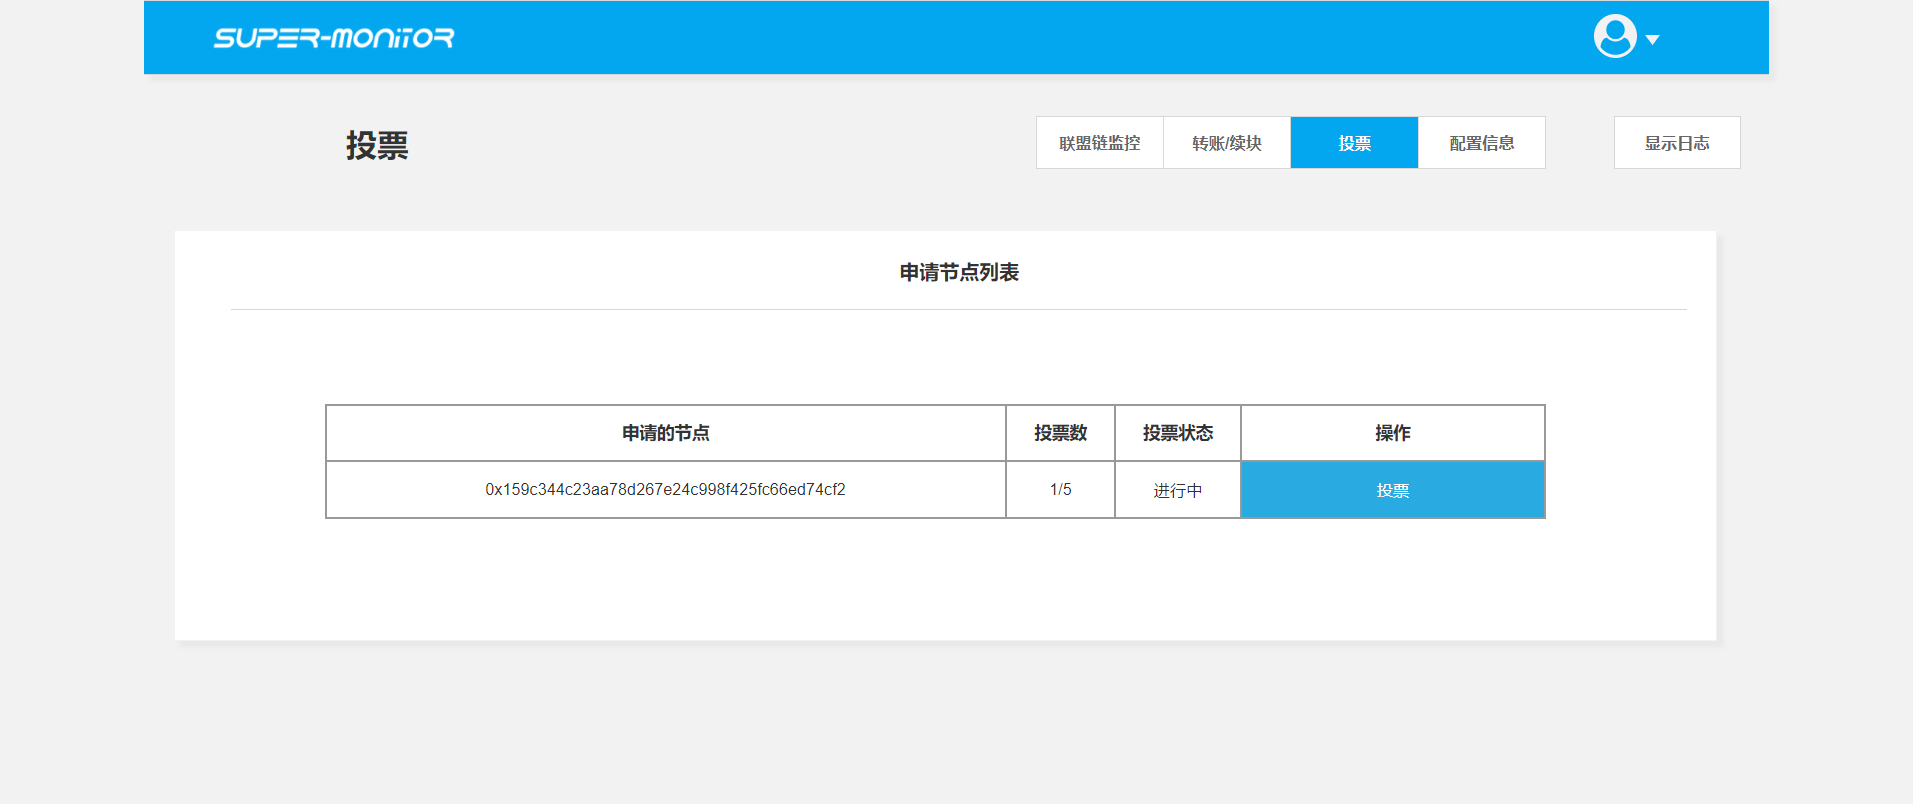 SUPER-MONITOR
投票
联盟链监控 转账/续块 投票 配置信息 显示日志
申请节点列表
申请的节点 投票数 投票状态 操作
0x159c344c23aa78d267e24c998f425fc66ed74cf2 1/5 进行中 投票